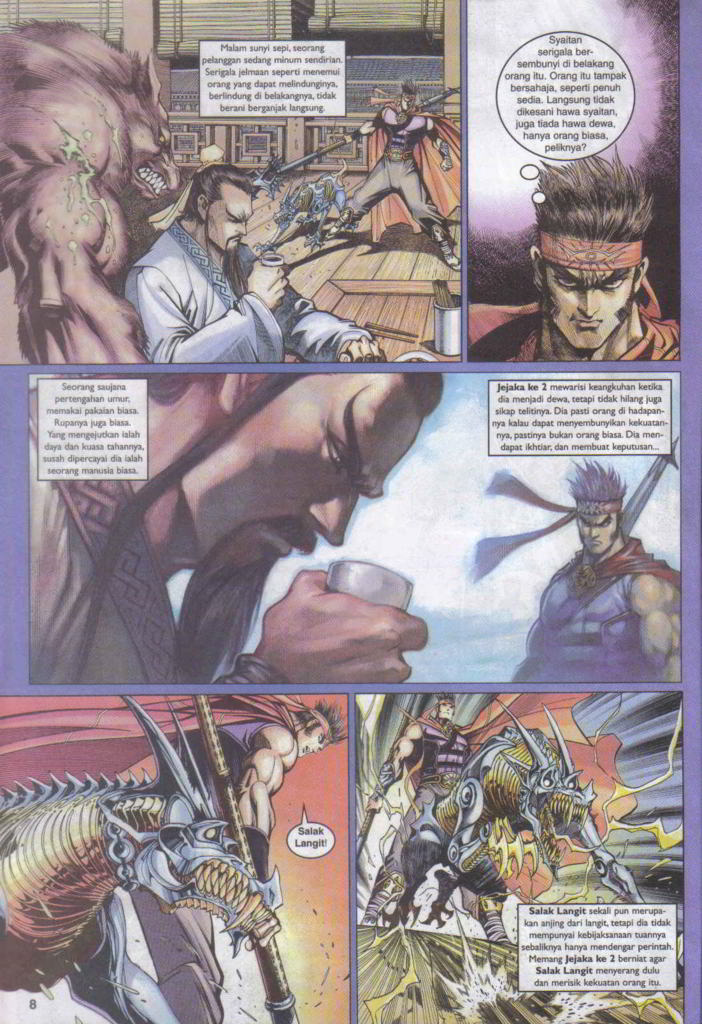 Malam sunyi sepi, seorang
pelanggan sedang minum sendirian.
Serigala jelmaan seperti menemui
orang yang dapat melindunginya,
berlindung di belakangnya, tidak
berani berganjak langsung.
Syaitan
serigala ber-
sembunyi di belakang
orang itu. Orang itu tampak
bersahaja, seperti penuh
sedia. Langsung tidak
dikesani hawa syaitan,
juga tiada hawa dewa,
hanya orang biasa,
peliknya?
Seorang saujana
pertengahan umur,
memakai pakaian biasa.
Rupanya juga biasa.
Yang mengejutkan ialah
daya dan kuasa tahannya,
susah dipercayai dia ialah
seorang manusia biasa.
Jejaka ke 2 mewarisi keangkuhan ketika
dia menjadi dewa, tetapi tidak hilang juga
sikap telitinya. Dia pasti orang di hadapan-
nya kalau dapat menyembunyikan kekuatan-
nya, pastinya bukan orang biasa. Dia men-
dapat ikhtiar, dan membuat keputusan...
Salak
Langit!
Salak Langit sekali pun merupa-
kan anjing dari langit, tetapi dia tidak
mempunyai kebijaksanaan tuannya
sebaliknya hanya mendengar perintah.
Memang Jejaka ke 2 berniat agar
Salak Langit menyerang dulu
dan merisik kekuatan orang itu.
8